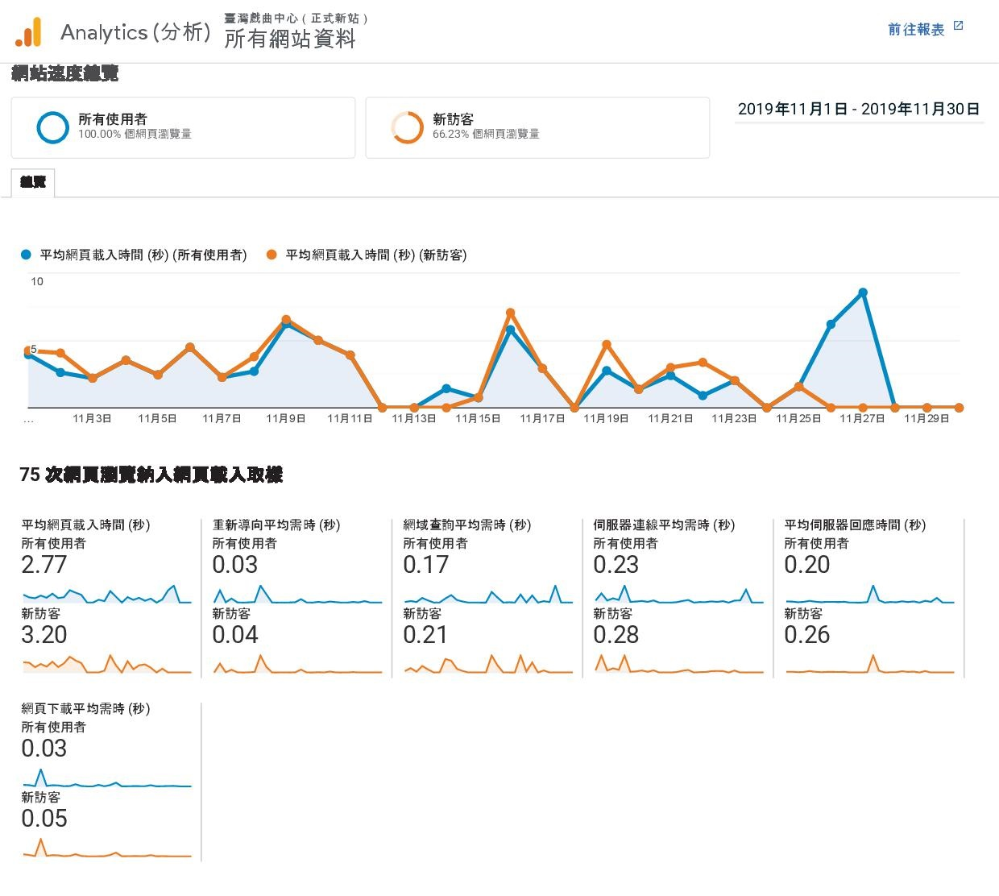 Analytics (分析)
臺灣戲曲中心 ( 正式新站 )
所有網站資料
前往報表
網站速度總覽
所有使用者
100.00% 個網頁瀏覽量
新訪客
66.23% 個網頁瀏覽量
2019年11月1日 - 2019年11月30日
總覽
平均網頁載入時間 (秒) (所有使用者)
平均網頁載入時間 (秒) (新訪客)
10
5
... 11月3日 11月5日 11月7日 11月9日 11月11日 11月13日 11月15日 11月17日 11月19日 11月21日 11月23日 11月25日 11月27日 11月29日
75 次網頁瀏覽納入網頁載入取樣
平均網頁載入時間 (秒)
所有使用者
2.77
新訪客
3.20
重新導向平均需時 (秒)
所有使用者
0.03
新訪客
0.04
網域查詢平均需時 (秒)
所有使用者
0.17
新訪客
0.21
伺服器連線平均需時 (秒)
所有使用者
0.23
新訪客
0.28
平均伺服器回應時間 (秒)
所有使用者
0.20
新訪客
0.26
網頁下載平均需時 (秒)
所有使用者
0.03
新訪客
0.05